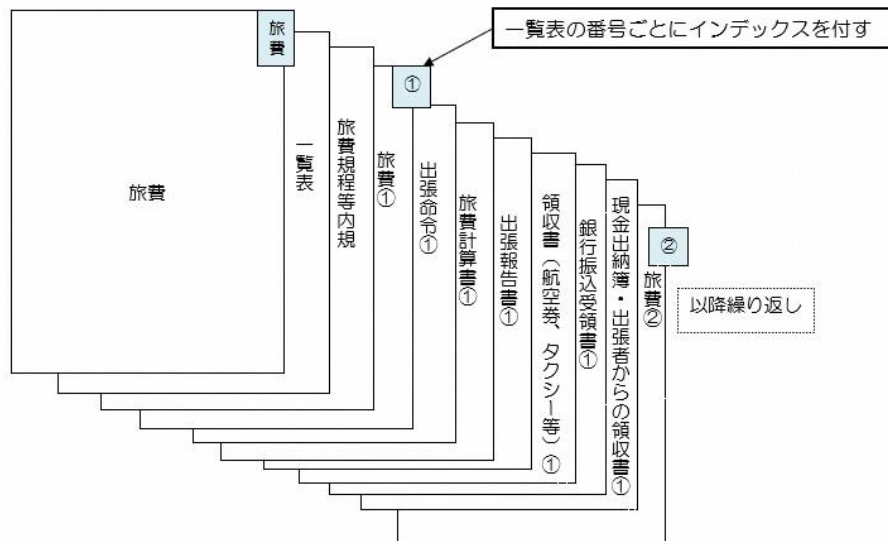 旅費
一覧表の番号ごとにインデックスを付す
旅費
一覧表
旅費規程等内規
①
旅費①
出張命令①
旅費計算書①
出張報告書①
領収書（航空券、タクシー等）①
銀行振込受領書①
現金出納簿・出張者からの領収書①
②
旅費②
以降繰り返し